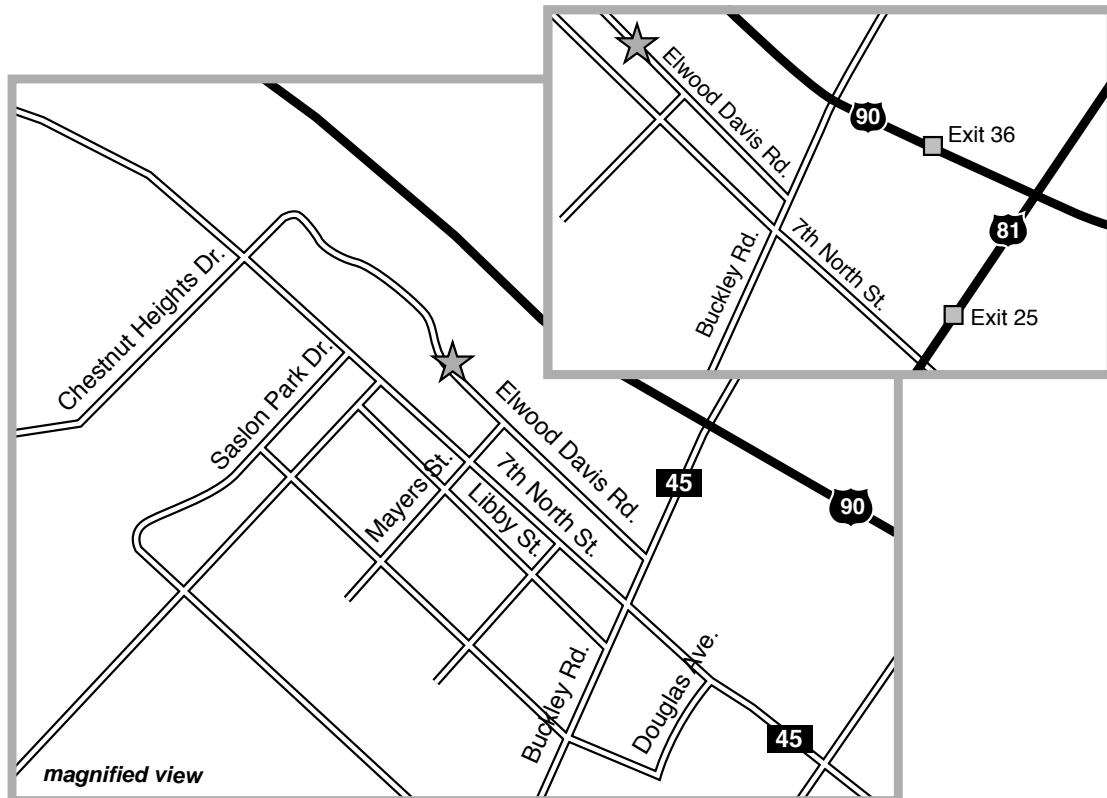 Elwood Davis Rd.
90
Exit 36
81
Buckley Rd.
7th North St.
Exit 25
Chestnut Heights Dr.
Saslon Park Dr.
Elwood Davis Rd.
Mayers St.
7th North St.
Libby St.
45
90
Buckley Rd.
Douglas Ave.
45
magnified view